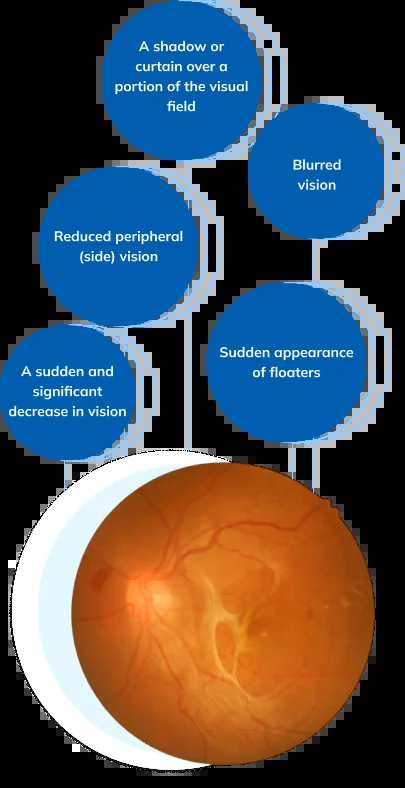 A shadow or
curtain over a
portion of the visual
field
Blurred
vision
Reduced peripheral
(side) vision
Sudden appearance
of floaters
A sudden and
significant
decrease in vision